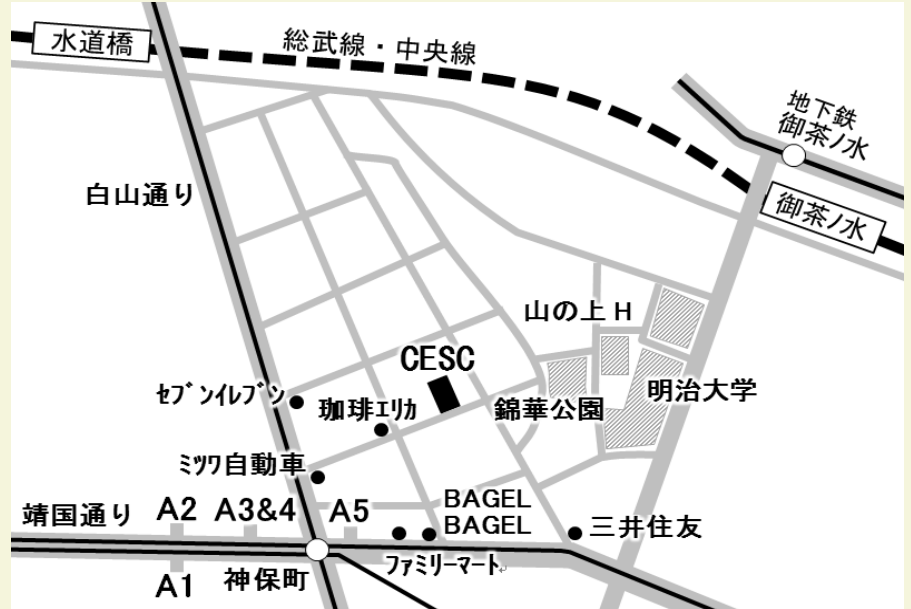 水道橋
総武線・中央線
地下鉄
御茶ノ水
白山通り
御茶ノ水
山の上 H
CESC
ｾﾌﾞﾝｲﾚﾌﾞﾝ
珈琲ｴﾘｶ
錦華公園
明治大学
ﾐﾂﾜ自動車
靖国通り
A2
A3&4
A5
BAGEL
BAGEL
三井住友
A1
神保町
ﾌｧﾐﾘｰﾏｰﾄ